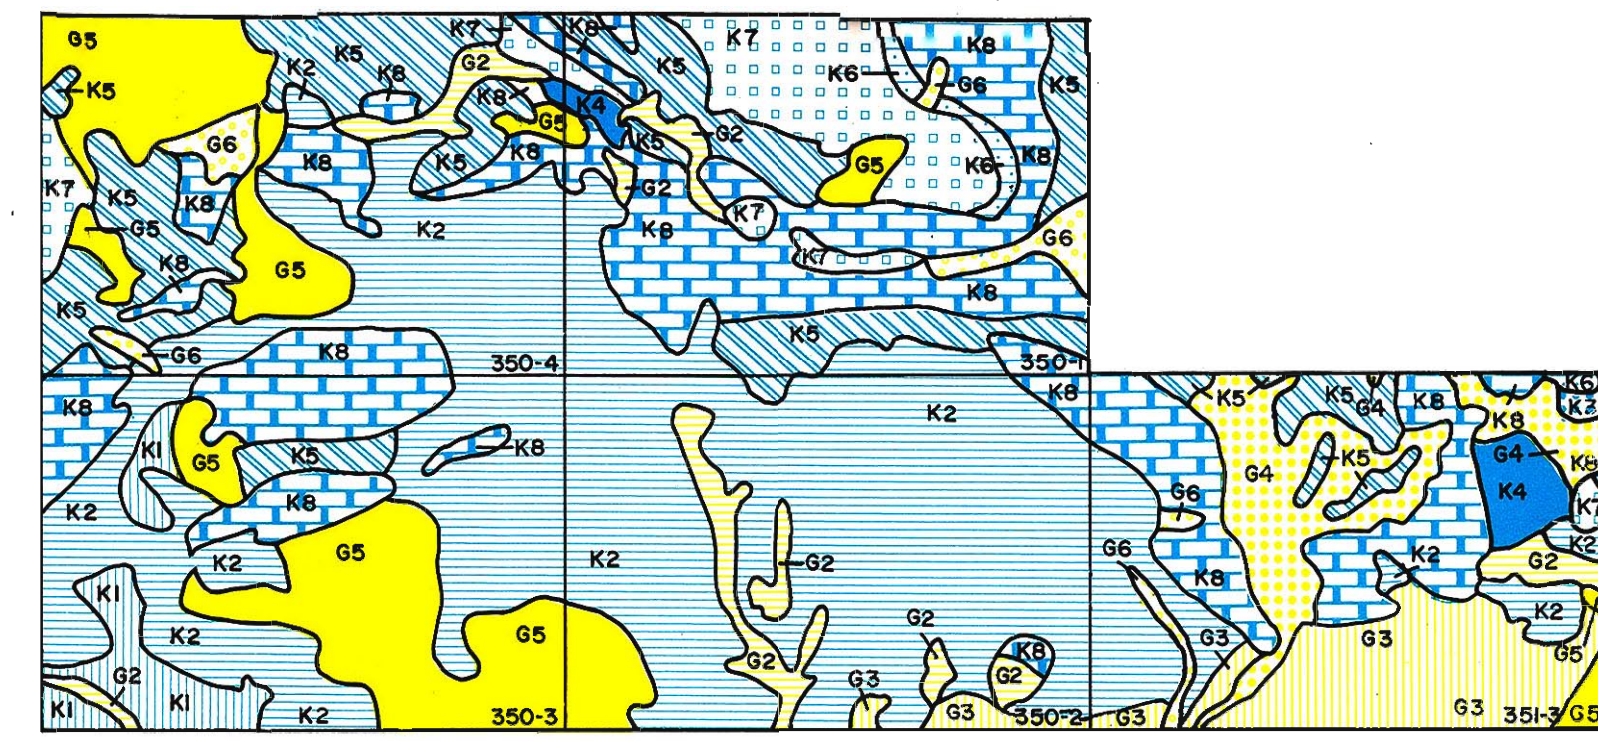 G5 K5 K7 K8 K7 K8
K2 K8 G2 K5 K6 G6 K5
K5 K8 K4
G5 K5 G2
G6 K8 K5 K8 G5 K6 K8
K7 K5 K8 G2 K7
G5 K2 K8 G6
K8 G5 K7
K5 K8
K5
G6 K8 350-4 350-1
K8 K2 K8 K5 K5 G4 K8 K8 K6 K3
K1 G5 K5 K8 G4 K5 G4 K8
K2 K8 G6 K4 K7
K2 G5 K2 G2 G6 K2 G2 K2
K1 K8
K2 G5 G2 G3 G3 K2
G2 G2 G3 K8 G2 G5
K1 K1 K2 350-3 G3 350-2 G3 G3 351-3 G5